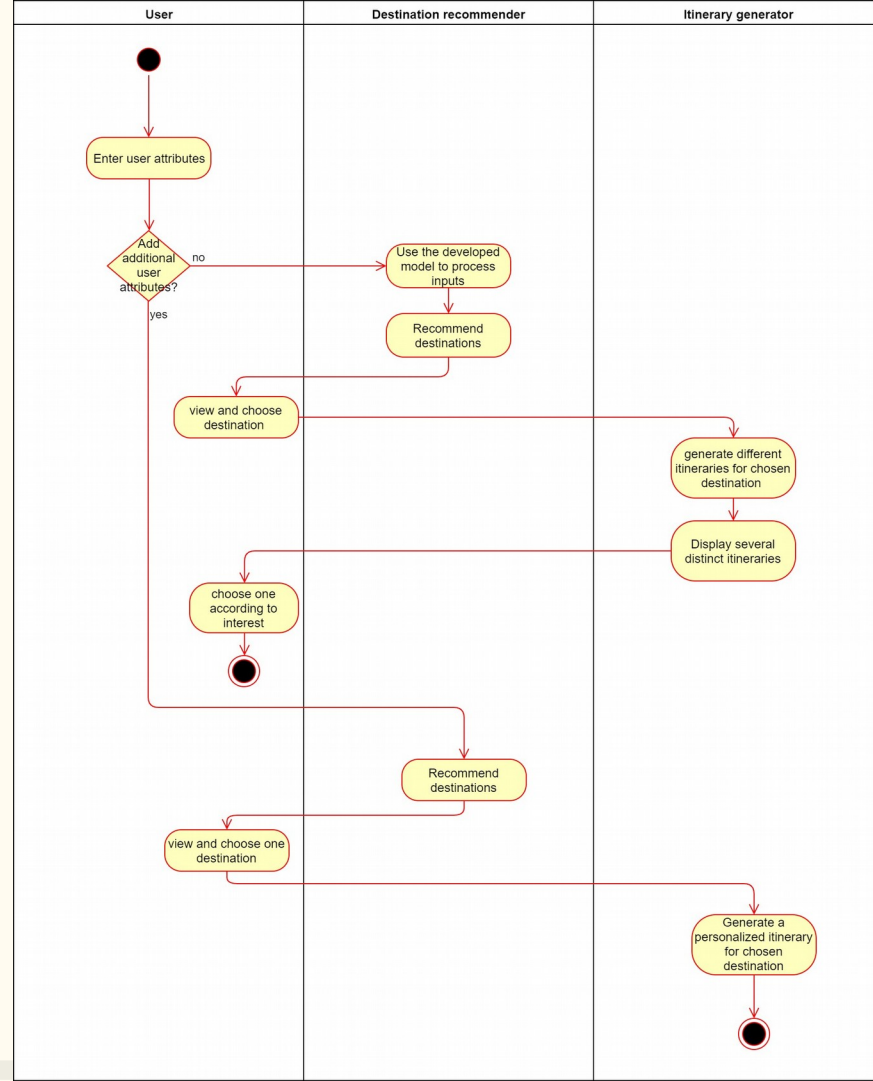 User
Destination recommender
Itinerary generator
Enter user attributes
Add
additional
user
attributes?
no
yes
Use the developed
model to process
inputs
Recommend
destinations
view and choose
destination
generate different
itineraries for chosen
destination
Display several
distinct itineraries
choose one
according to
interest
Recommend
destinations
view and choose one
destination
Generate a
personalized itinerary
for chosen
destination